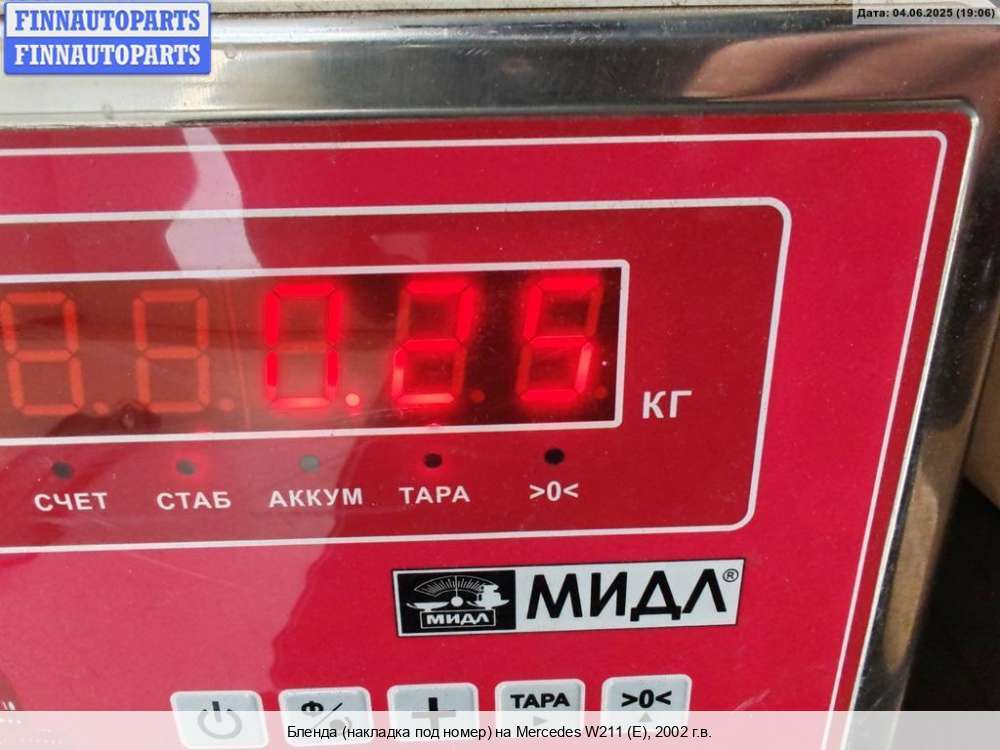 FINNAUTOPARTS
FINNAUTOPARTS
Дата: 04.06.2025 (19:06)
0.25
КГ
СЧЕТ СТАБ АККУМ ТАРА >0<
МИДЛ МИДЛ®
Ф ТАРА >0<
Бленда (накладка под номер) на Mercedes W211 (E), 2002 г.в.